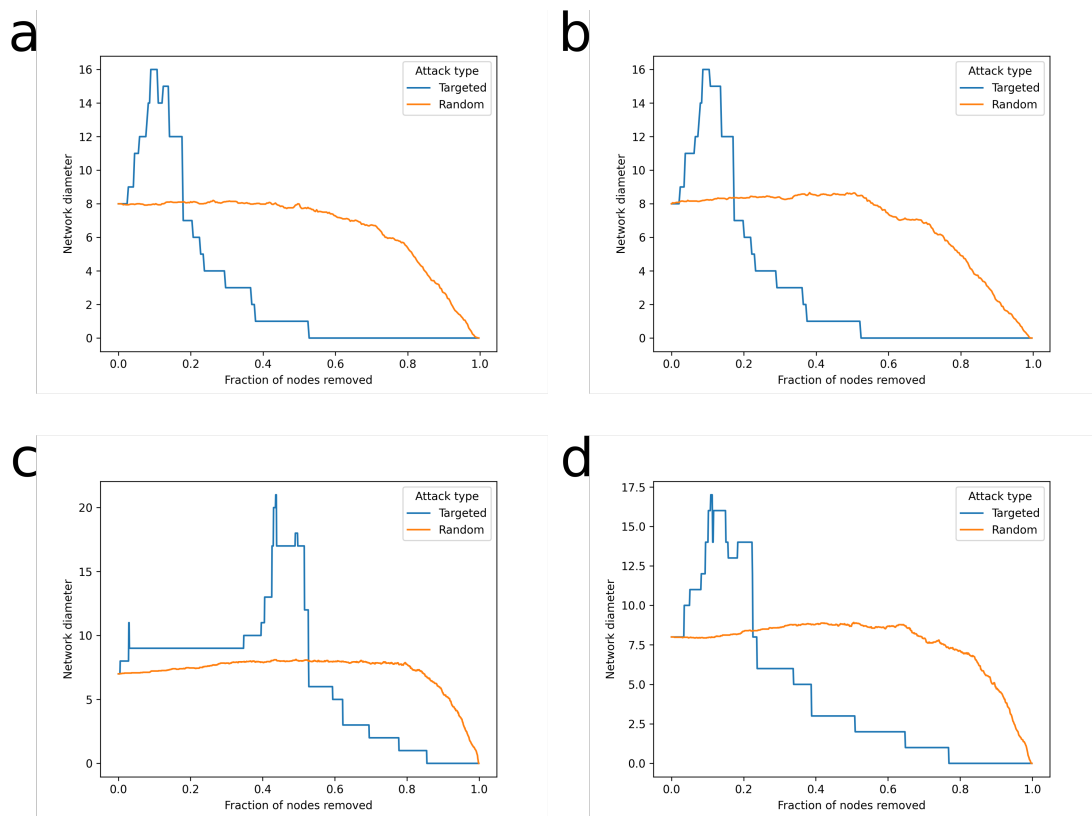 a
16
14
12
10
8
6
4
2
0
Network diameter
0.0 0.2 0.4 0.6 0.8 1.0
Fraction of nodes removed
Attack type
Targeted
Random
b
16
14
12
10
8
6
4
2
0
Network diameter
0.0 0.2 0.4 0.6 0.8 1.0
Fraction of nodes removed
Attack type
Targeted
Random
c
20
15
10
5
0
Network diameter
0.0 0.2 0.4 0.6 0.8 1.0
Fraction of nodes removed
Attack type
Targeted
Random
d
17.5
15.0
12.5
10.0
7.5
5.0
2.5
0.0
Network diameter
0.0 0.2 0.4 0.6 0.8 1.0
Fraction of nodes removed
Attack type
Targeted
Random